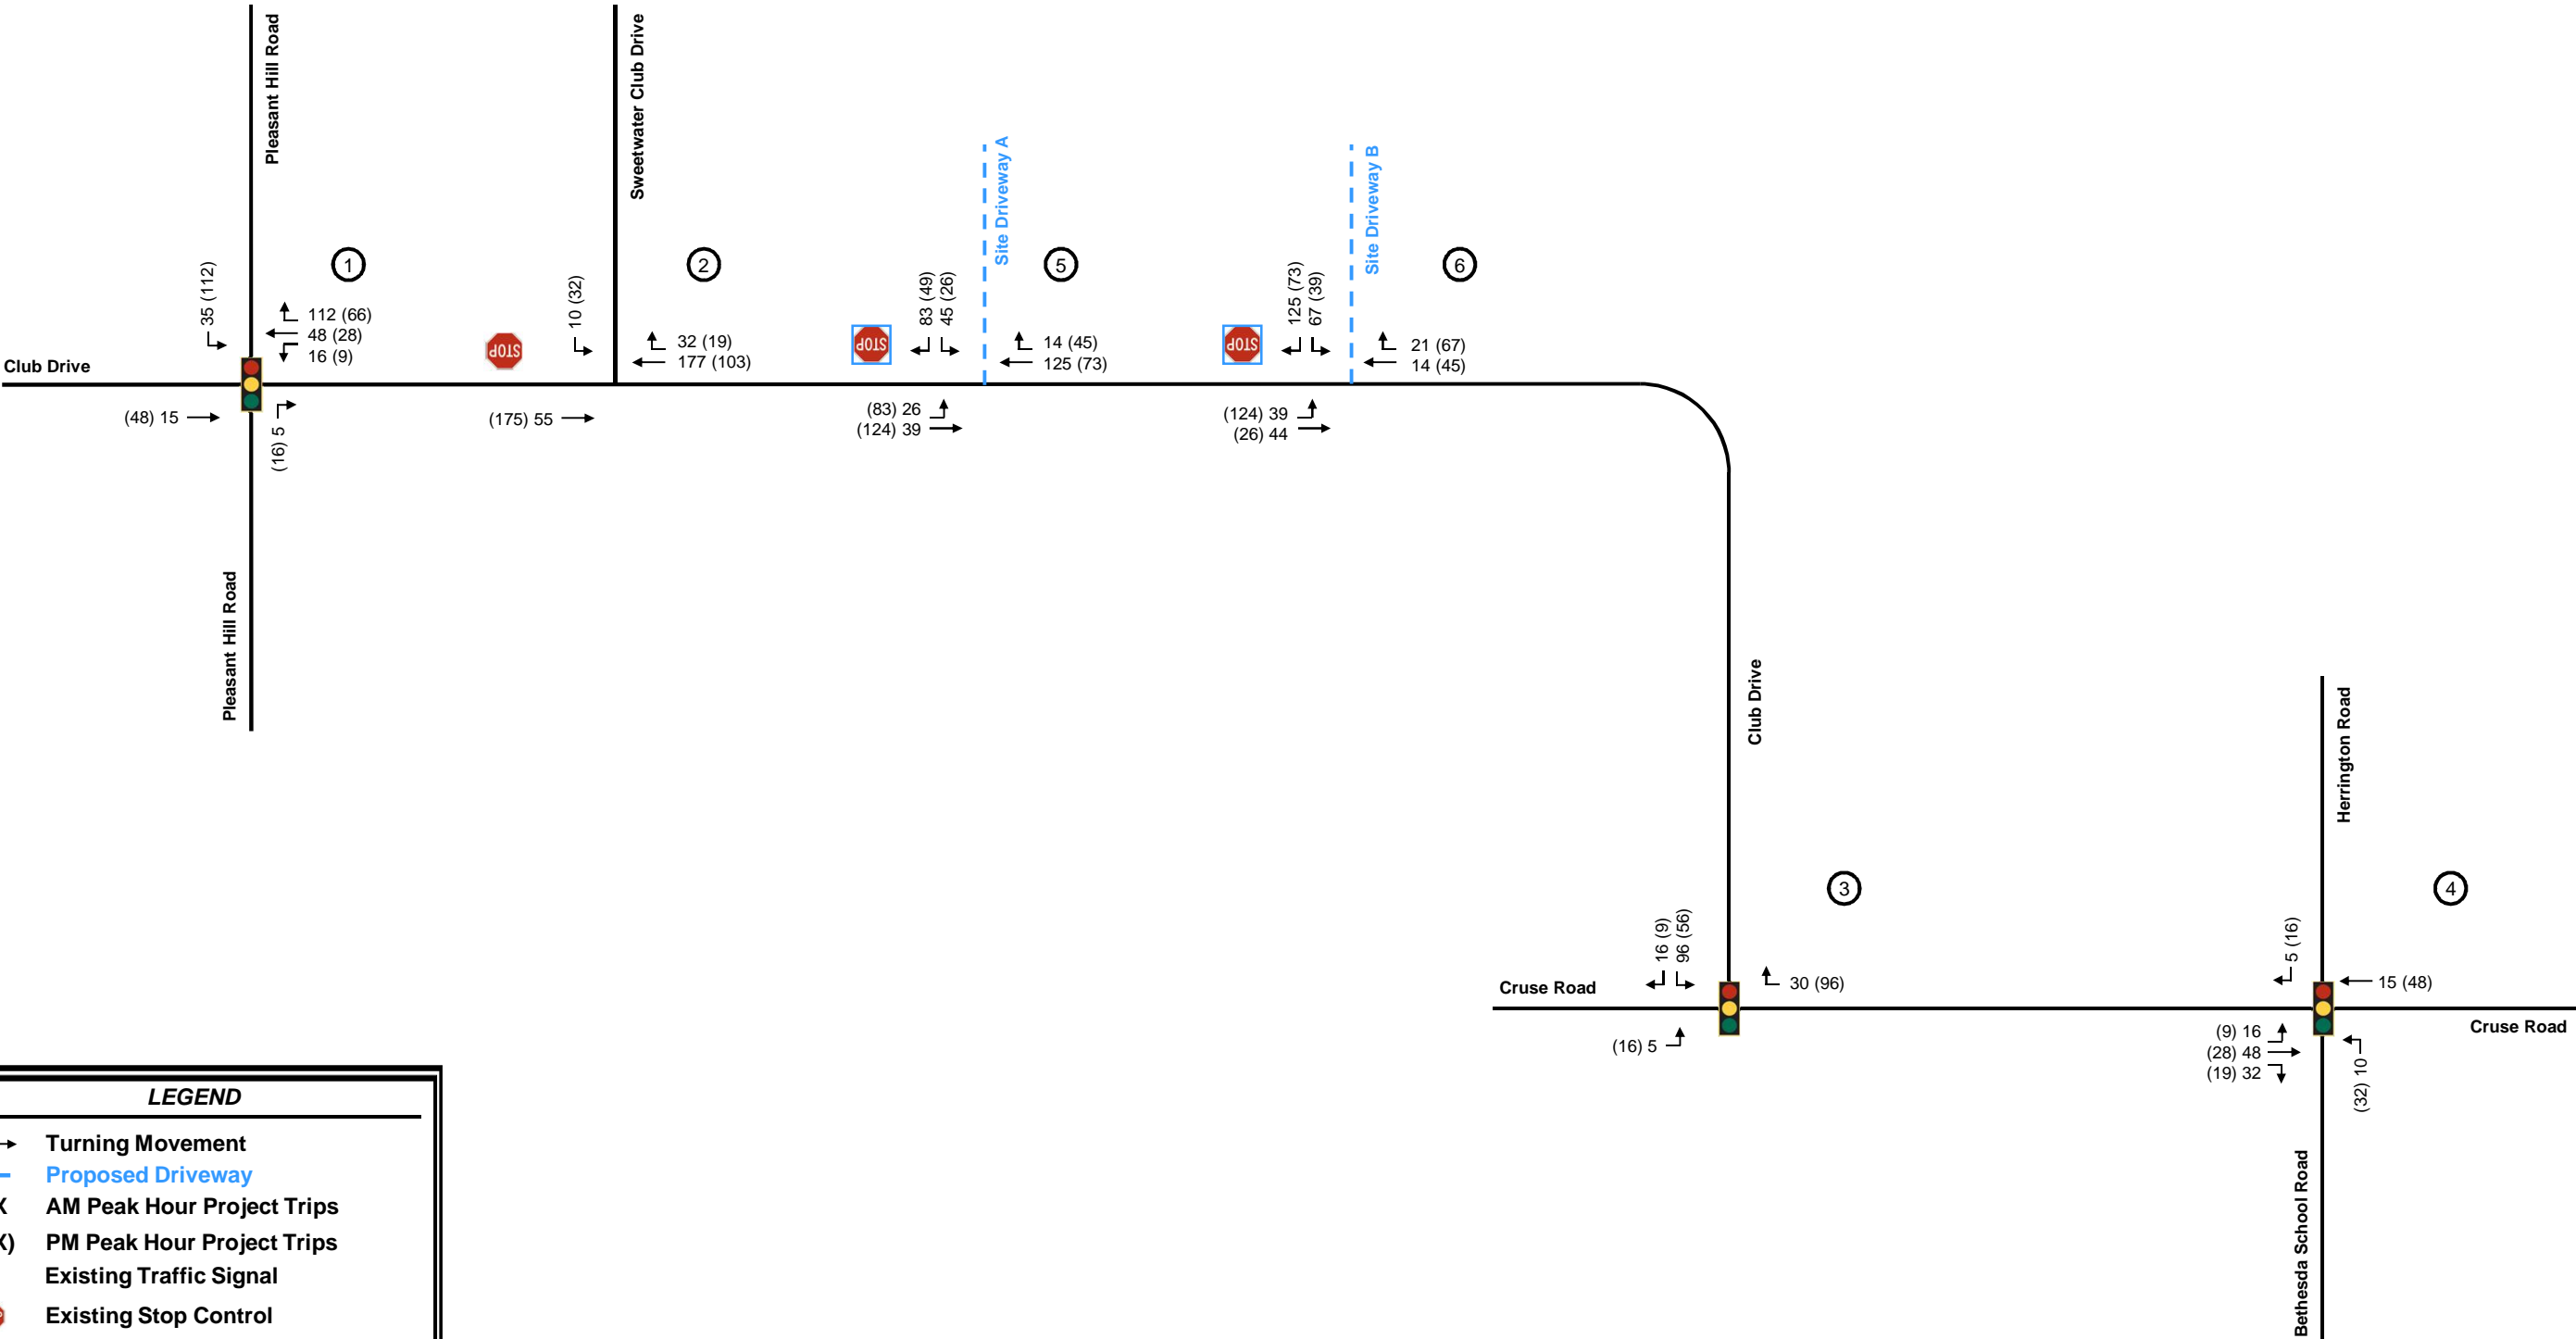 Pleasant Hill Road
Sweetwater Club Drive
Site Driveway A
Site Driveway B
1
2
5
6
35 (112)
112 (66)
48 (28)
16 (9)
STOP
10 (32)
32 (19)
177 (103)
STOP
83 (49)
45 (26)
14 (45)
125 (73)
STOP
125 (73)
67 (39)
21 (67)
14 (45)
Club Drive
(48) 15
(16) 5
(175) 55
(83) 26
(124) 39
(124) 39
(26) 44
Pleasant Hill Road
Club Drive
Herrington Road
3
4
16 (9)
96 (56)
30 (96)
Cruse Road
(16) 5
5 (16)
15 (48)
Cruse Road
(9) 16
(28) 48
(19) 32
(32) 10
Bethesda School Road
LEGEND
Turning Movement
Proposed Driveway
X AM Peak Hour Project Trips
X) PM Peak Hour Project Trips
Existing Traffic Signal
Existing Stop Control